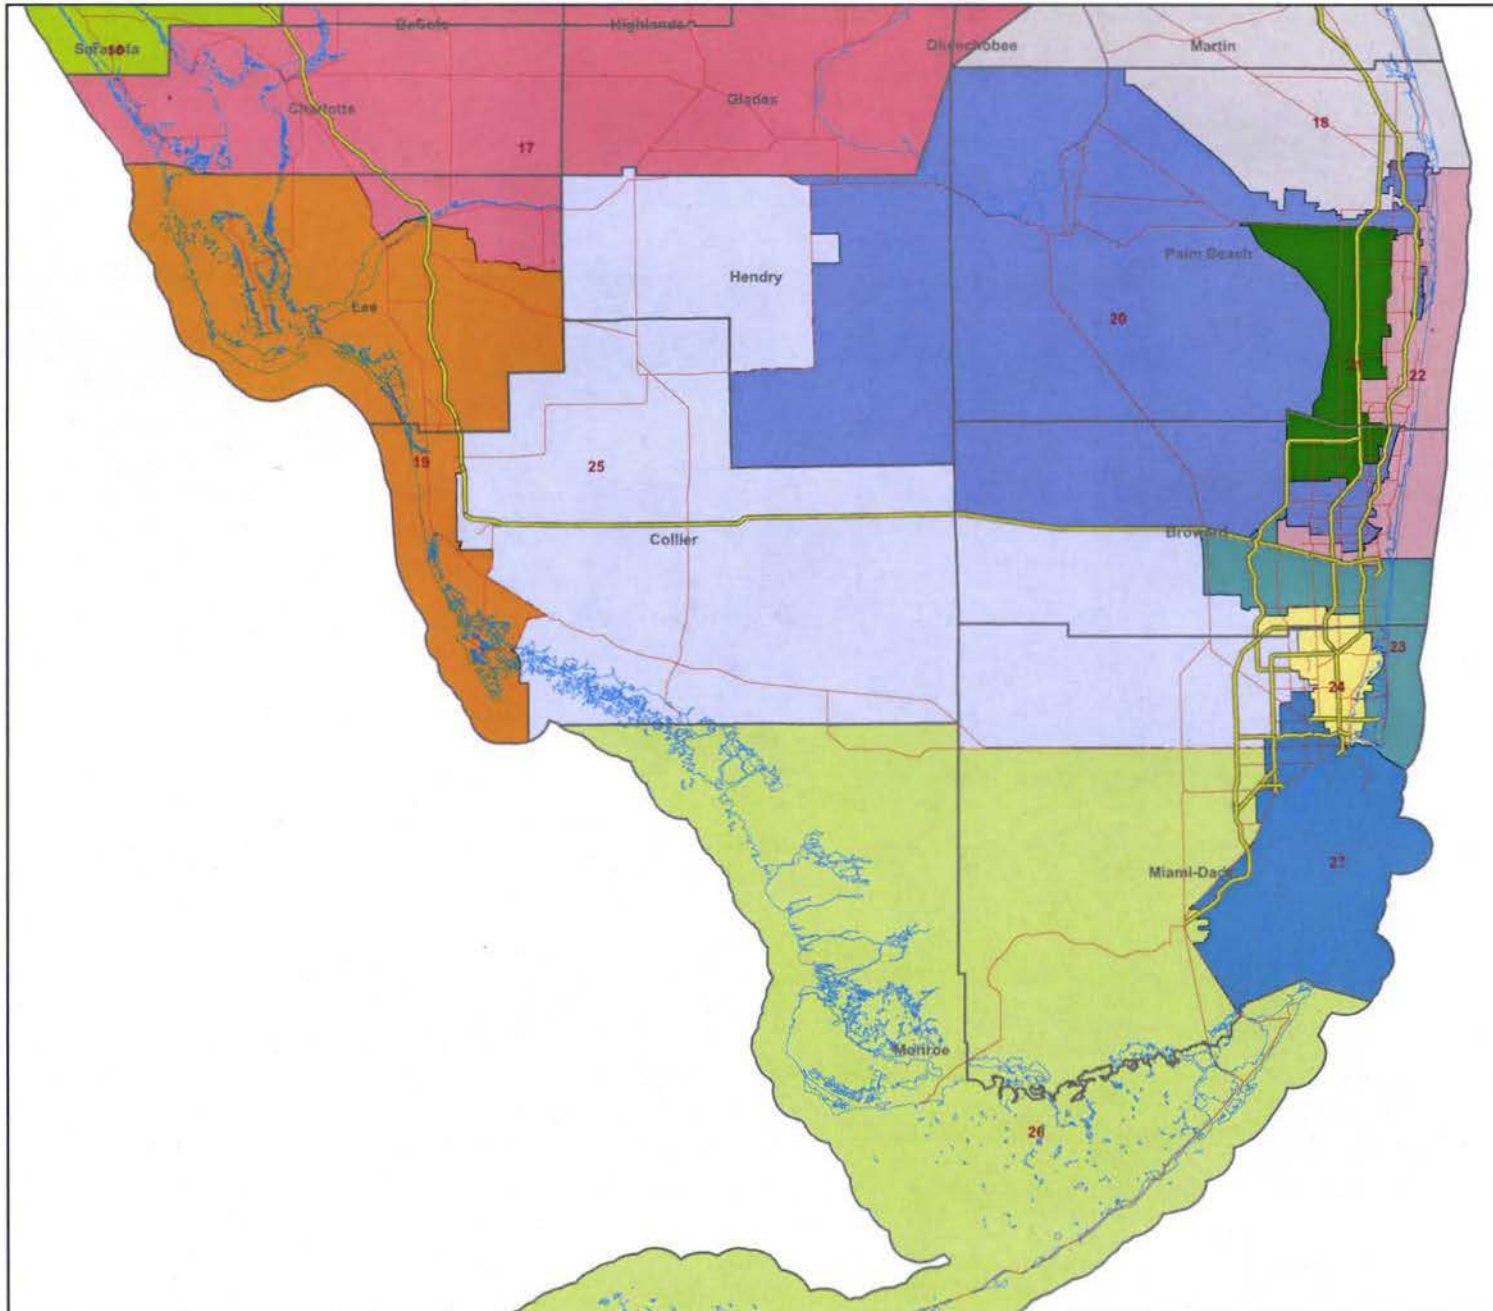 DeSoto
Highlands
Okeechobee
Martin
Sarasota
16
Glades
Charlotte
18
17
Palm Beach
Hendry
Lee
20
21
22
19
25
Broward
Collier
23
24
27
Miami-Dade
Monroe
26